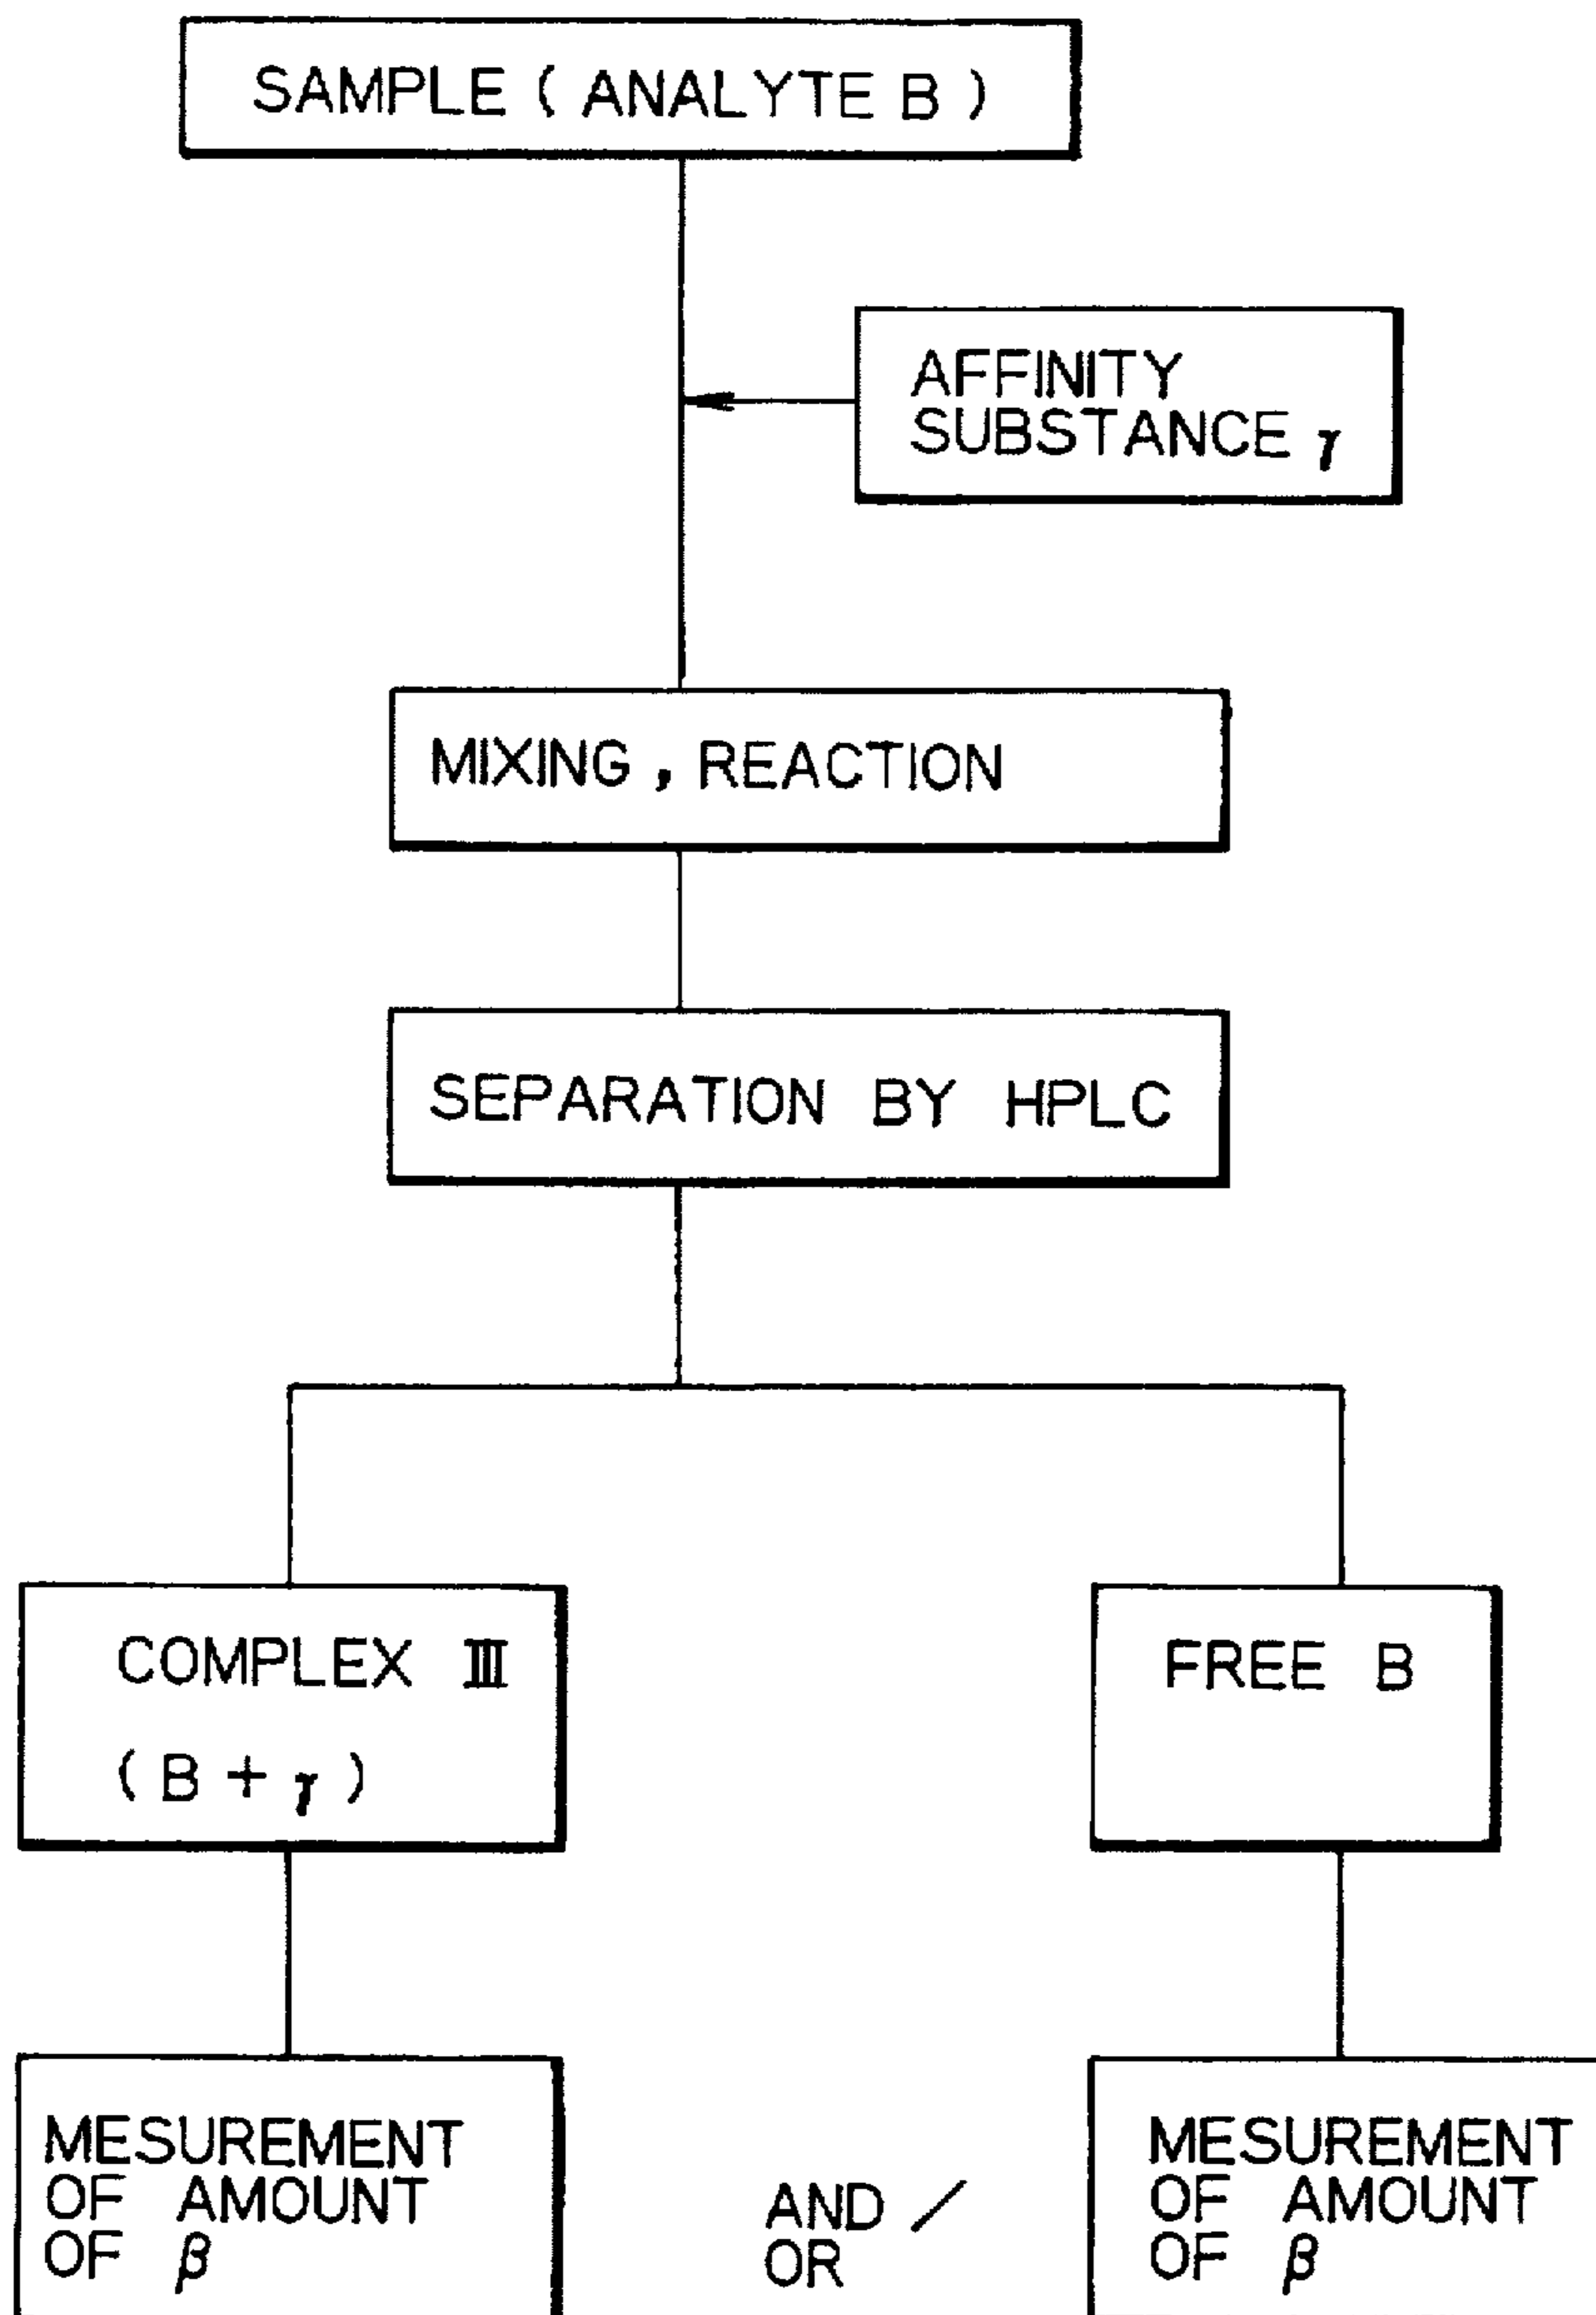 SAMPLE ( ANALYTE B )
AFFINITY
SUBSTANCE γ
MIXING , REACTION
SEPARATION BY HPLC
COMPLEX III
( B + γ )
FREE B
MESUREMENT
OF AMOUNT
OF β
AND /
OR
MESUREMENT
OF AMOUNT
OF β